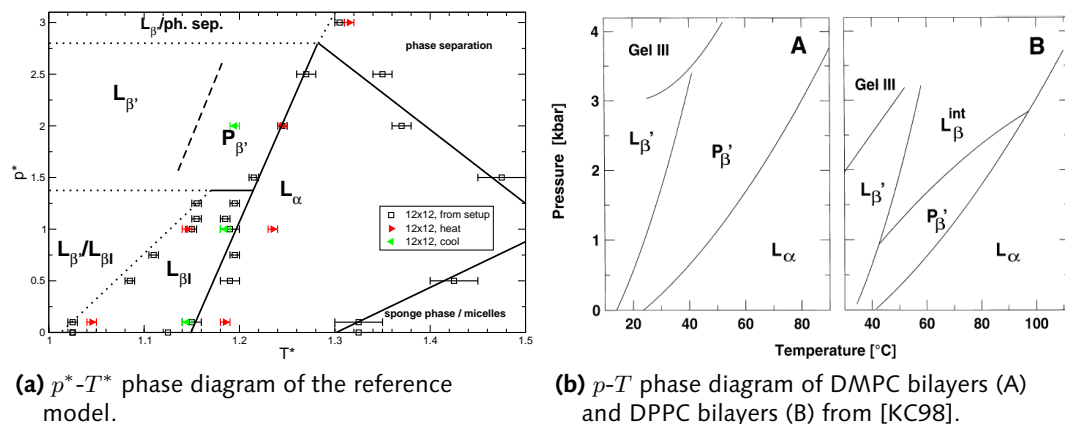 L_β'/ph. sep.
phase separation
L_β'
P_β'
L_α
L_β'/L_βI
L_βI
12x12, from setup
12x12, heat
12x12, cool
sponge phase / micelles
p*
3
2.5
2
1.5
1
0.5
0
1
1.1
1.2
1.3
1.4
1.5
T*
(a) p*-T* phase diagram of the reference
model.
A
Gel III
L_β'
P_β'
Pressure [kbar]
4
3
2
1
0
20
40
60
80
B
Gel III
L_β^int
L_β'
P_β'
L_α
40
60
80
100
Temperature [°C]
(b) p-T phase diagram of DMPC bilayers (A)
and DPPC bilayers (B) from [KC98].